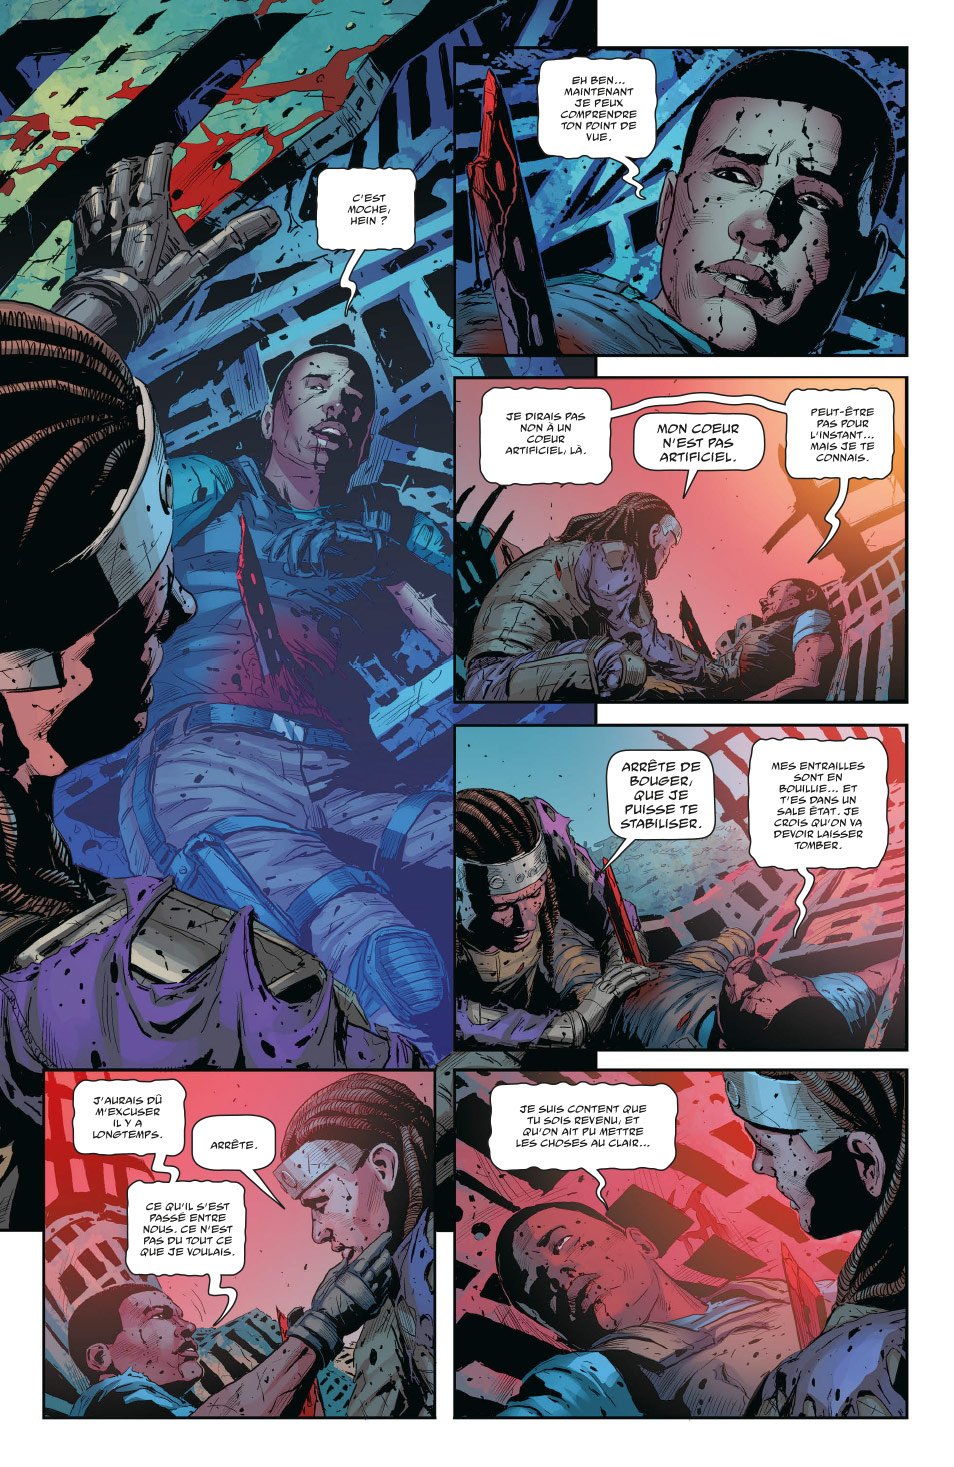 C'EST
MOCHE,
HEIN ?
EH BEN...
MAINTENANT
JE PEUX
COMPRENDRE
TON POINT DE
VUE.
JE DIRAIS PAS
NON À UN
COEUR
ARTIFICIEL, LÀ.
MON COEUR
N'EST PAS
ARTIFICIEL.
PEUT-ÊTRE
PAS POUR
L'INSTANT...
MAIS JE TE
CONNAIS.
ARRÊTE DE
BOUGER,
QUE JE
PUISSE TE
STABILISER.
MES ENTRAILLES
SONT EN
BOUILLIE... ET
T'ES DANS UN
SALE ÉTAT. JE
CROIS QU'ON VA
DEVOIR LAISSER
TOMBER.
J'AURAIS DÛ
M'EXCUSER
IL Y A
LONGTEMPS.
ARRÊTE.
CE QU'IL S'EST
PASSÉ ENTRE
NOUS. CE N'EST
PAS DU TOUT CE
QUE JE VOULAIS.
JE SUIS CONTENT QUE
TU SOIS REVENU, ET
QU'ON AIT PU METTRE
LES CHOSES AU CLAIR...